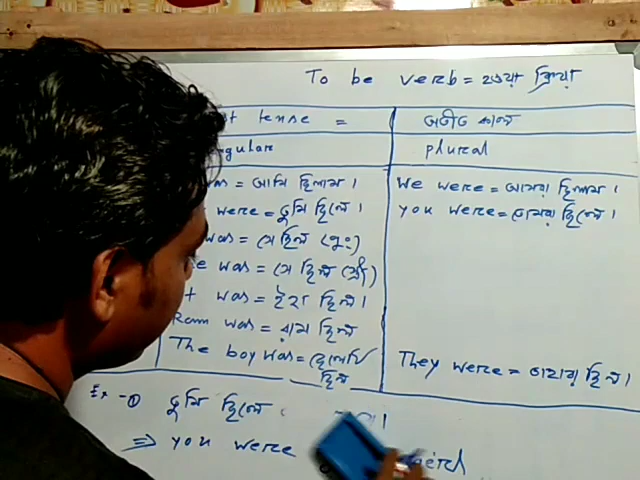 To be verb = হওয়া ক্রিয়া
tense = অতীত কাল
plural
was = আমি ছিলাম । We were = আমরা ছিলাম ।
were = তুমি ছিলে । you were = তোমরা ছিলে ।
was = সে ছিল (পুং)
was = সে ছিল (স্ত্রী)
was = ইহা ছিল ।
Ram was = রাম ছিল
The boy was = ছেলেটি ছিল They were = তাহারা ছিল ।
Ex - ① তুমি ছিলে
⇒ you were